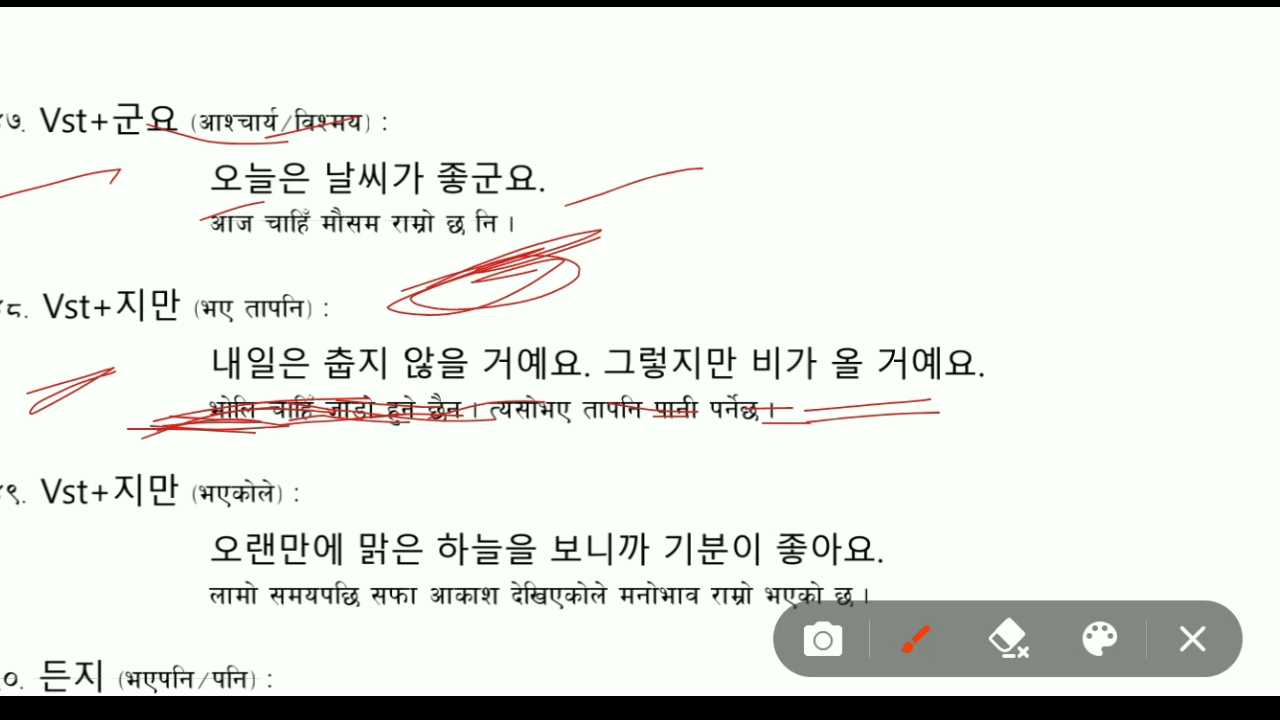 ७. Vst+군요 (आश्चार्य/विश्मय) :
오늘은 날씨가 좋군요.
आज चाहिँ मौसम राम्रो छ नि ।
८. Vst+지만 (भए तापनि) :
내일은 춥지 않을 거예요. 그렇지만 비가 올 거예요.
भोलि चाहिँ जाडो हुने छैन । त्यसोभए तापनि पानी पर्नेछ ।
९. Vst+지만 (भएकोले) :
오랜만에 맑은 하늘을 보니까 기분이 좋아요.
लामो समयपछि सफा आकाश देखिएकोले मनोभाव राम्रो भएको छ ।
०. 든지 (भएपनि/पनि) :